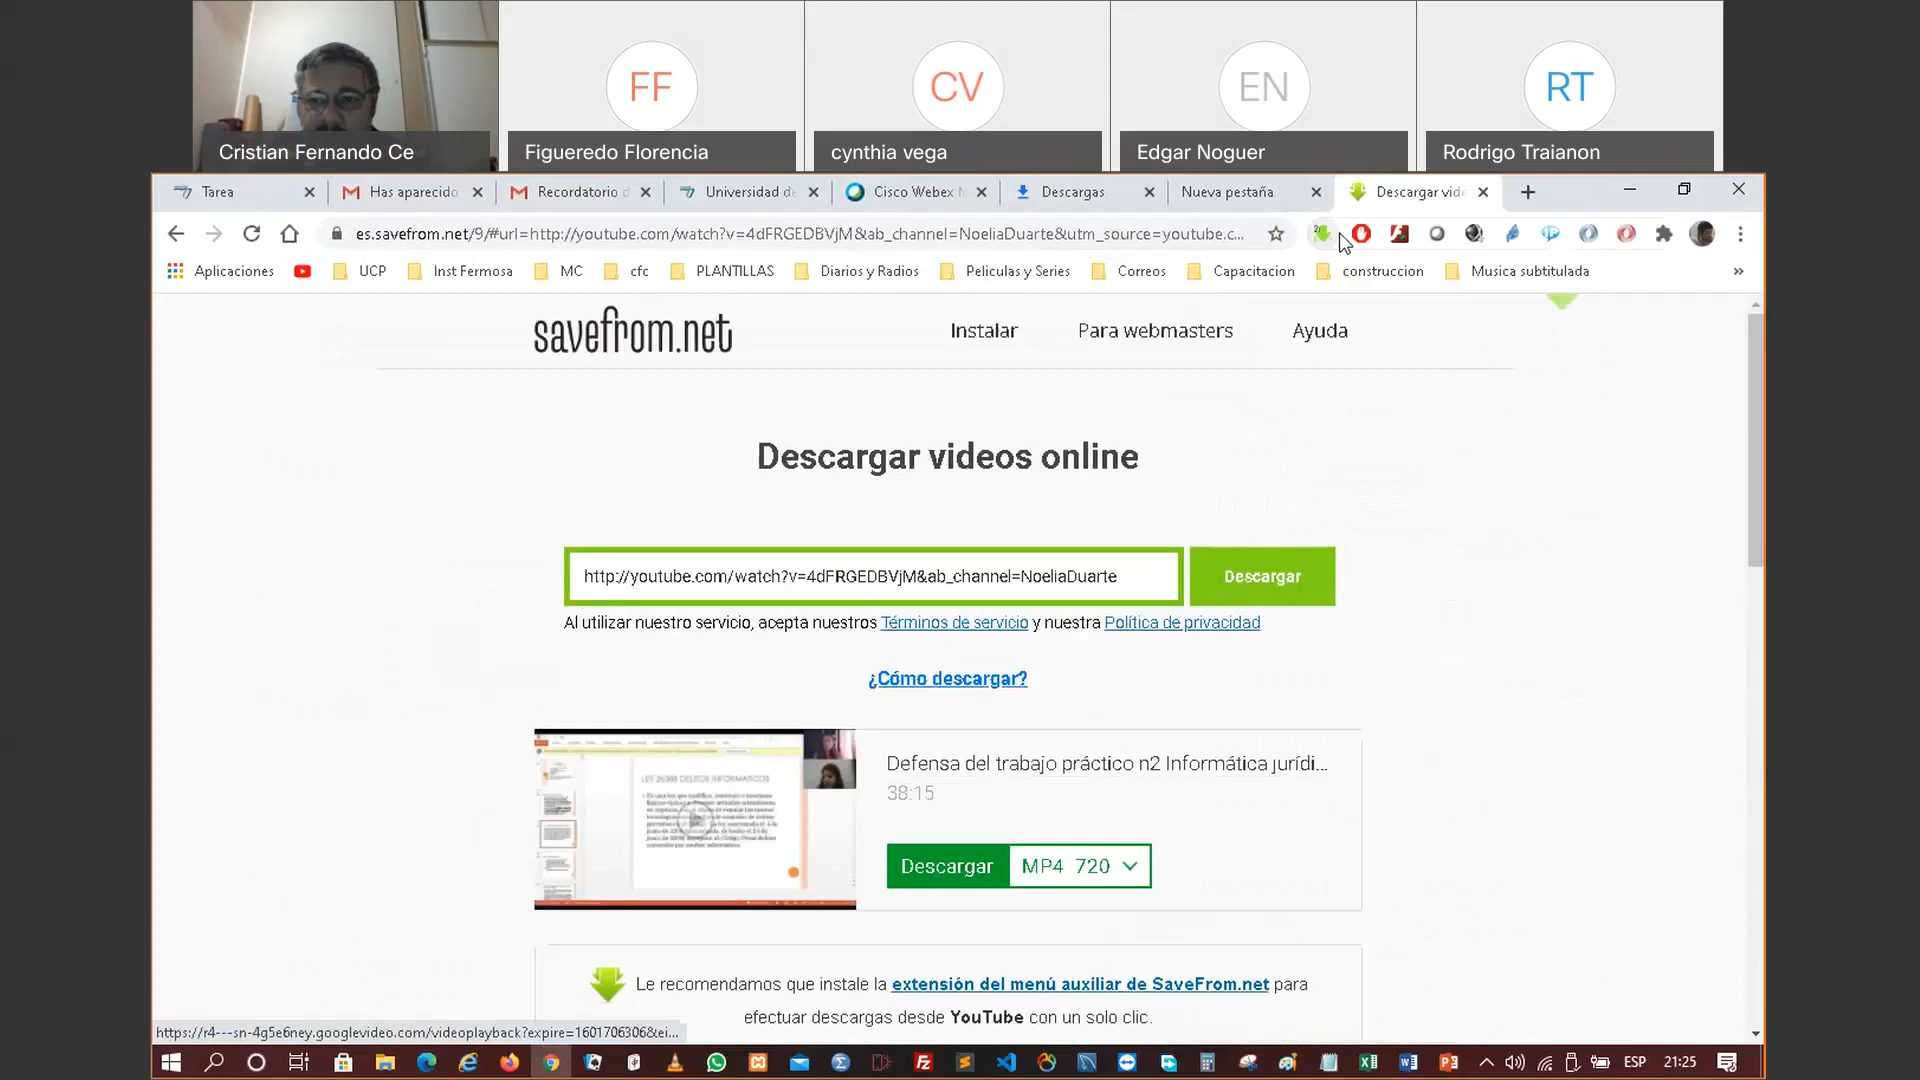 FF
CV
EN
RT
Cristian Fernando Ce
Figueredo Florencia
cynthia vega
Edgar Noguer
Rodrigo Traianon
Tarea
Has aparecido
Recordatorio d
Universidad de
Cisco Webex M
Descargas
Nueva pestaña
Descargar vide
es.savefrom.net/9/#url=http://youtube.com/watch?v=4dFRGEDBVjM&ab_channel=NoeliaDuarte&utm_source=youtube.c...
Aplicaciones
UCP
Inst Fermosa
MC
cfc
PLANTILLAS
Diarios y Radios
Peliculas y Series
Correos
Capacitacion
construccion
Musica subtitulada
»
savefrom.net
Instalar
Para webmasters
Ayuda
Descargar videos online
http://youtube.com/watch?v=4dFRGEDBVjM&ab_channel=NoeliaDuarte
Descargar
Al utilizar nuestro servicio, acepta nuestros Términos de servicio y nuestra Política de privacidad
¿Cómo descargar?
LEY 26388 DELITOS INFORMATICOS
Defensa del trabajo práctico n2 Informática jurídi...
38:15
Descargar
MP4 720
Le recomendamos que instale la extensión del menú auxiliar de SaveFrom.net para
efectuar descargas desde YouTube con un solo clic.
https://r4---sn-4g5e6ney.googlevideo.com/videoplayback?expire=1601706306&ei...
ESP
21:25